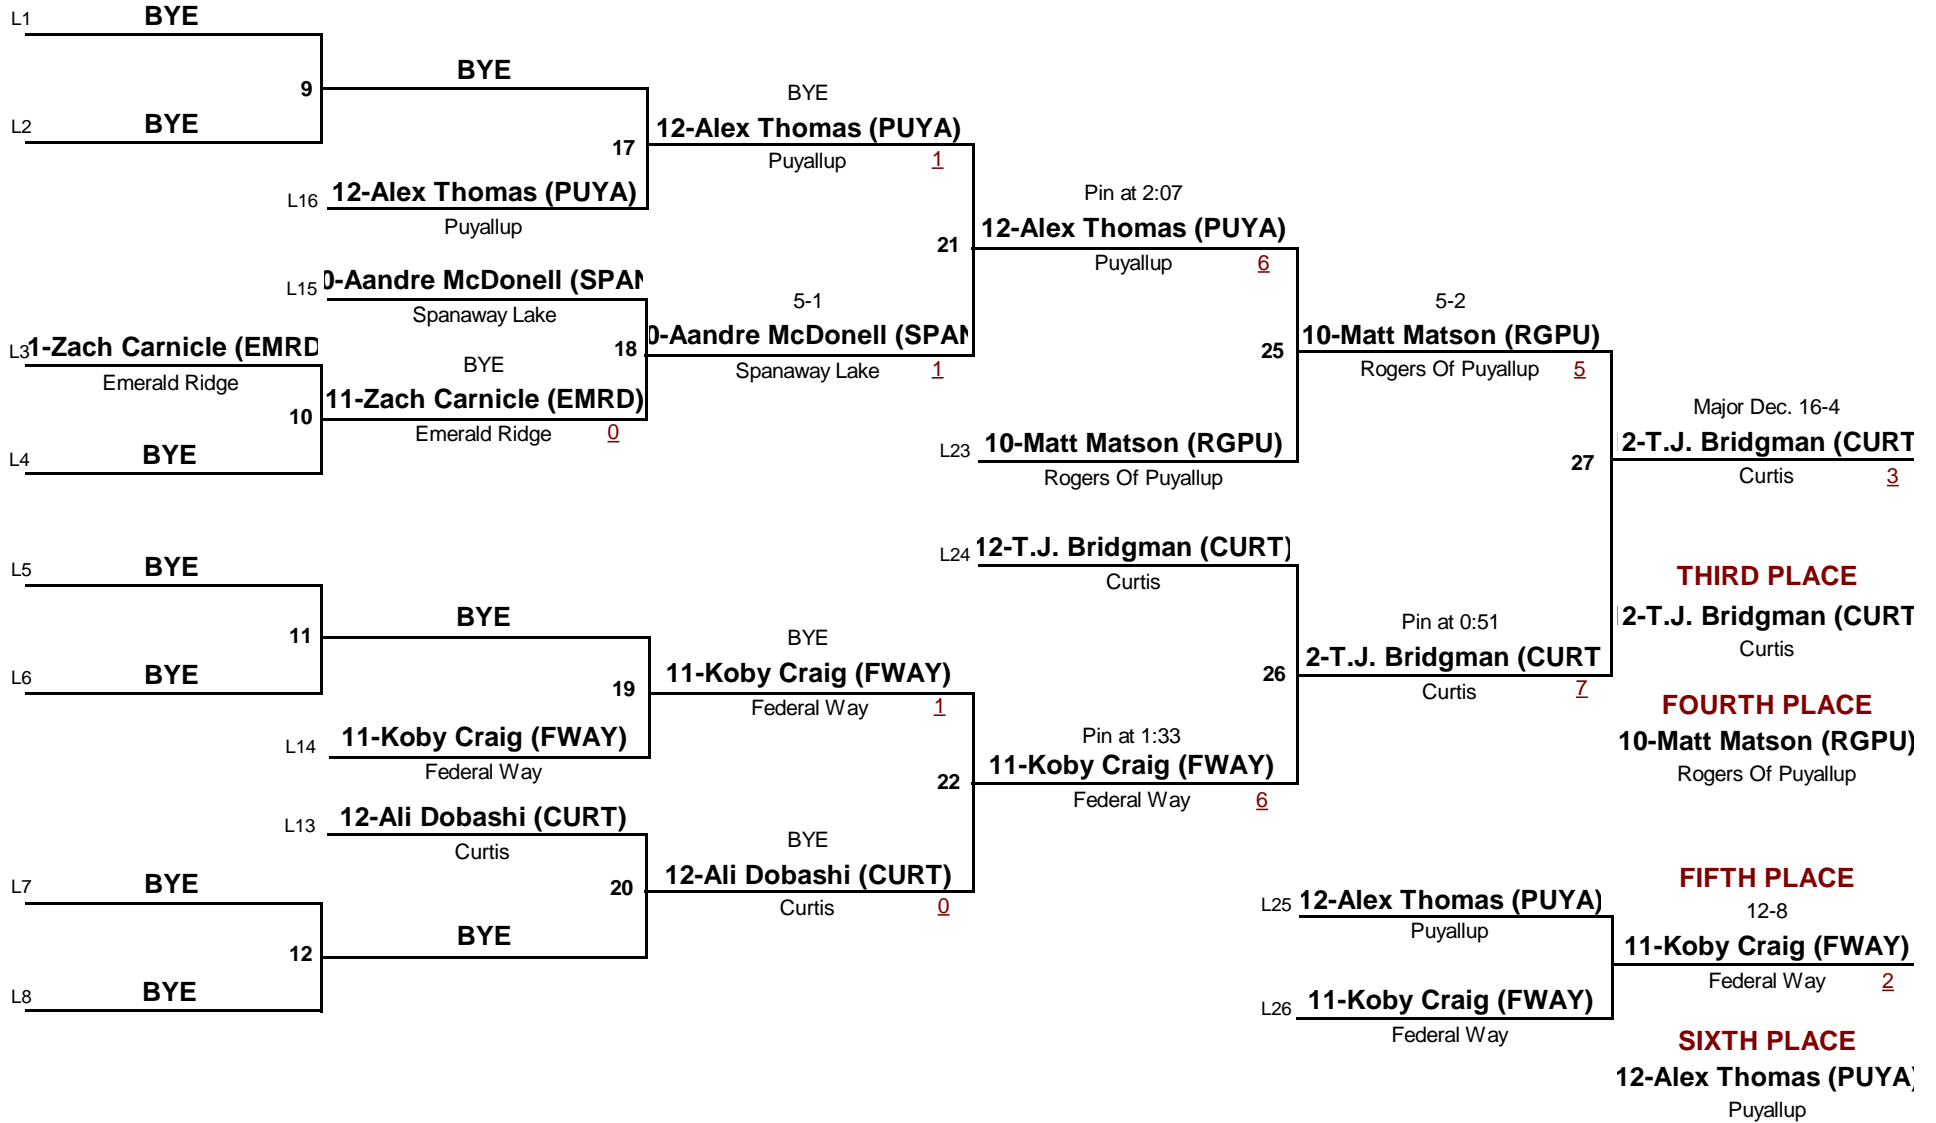 L1 BYE
9
L2 BYE
BYE
17
L16 12-Alex Thomas (PUYA)
Puyallup
BYE
12-Alex Thomas (PUYA)
Puyallup 1
L15 0-Aandre McDonell (SPAN
Spanaway Lake
L3 1-Zach Carnicle (EMRD
Emerald Ridge
10
L4 BYE
BYE
11-Zach Carnicle (EMRD)
Emerald Ridge 0
18
5-1
0-Aandre McDonell (SPAN
Spanaway Lake 1
21
Pin at 2:07
12-Alex Thomas (PUYA)
Puyallup 6
25
L23 10-Matt Matson (RGPU)
Rogers Of Puyallup
5-2
10-Matt Matson (RGPU)
Rogers Of Puyallup 5
27
Major Dec. 16-4
2-T.J. Bridgman (CURT
Curtis 3
L5 BYE
11
L6 BYE
BYE
19
L14 11-Koby Craig (FWAY)
Federal Way
BYE
11-Koby Craig (FWAY)
Federal Way 1
L13 12-Ali Dobashi (CURT)
Curtis
20
L7 BYE
12
L8 BYE
BYE
BYE
12-Ali Dobashi (CURT)
Curtis 0
22
Pin at 1:33
11-Koby Craig (FWAY)
Federal Way 6
L24 12-T.J. Bridgman (CURT)
Curtis
26
Pin at 0:51
2-T.J. Bridgman (CURT
Curtis 7
THIRD PLACE
2-T.J. Bridgman (CURT
Curtis
FOURTH PLACE
10-Matt Matson (RGPU)
Rogers Of Puyallup
L25 12-Alex Thomas (PUYA)
Puyallup
L26 11-Koby Craig (FWAY)
Federal Way
FIFTH PLACE
12-8
11-Koby Craig (FWAY)
Federal Way 2
SIXTH PLACE
12-Alex Thomas (PUYA)
Puyallup